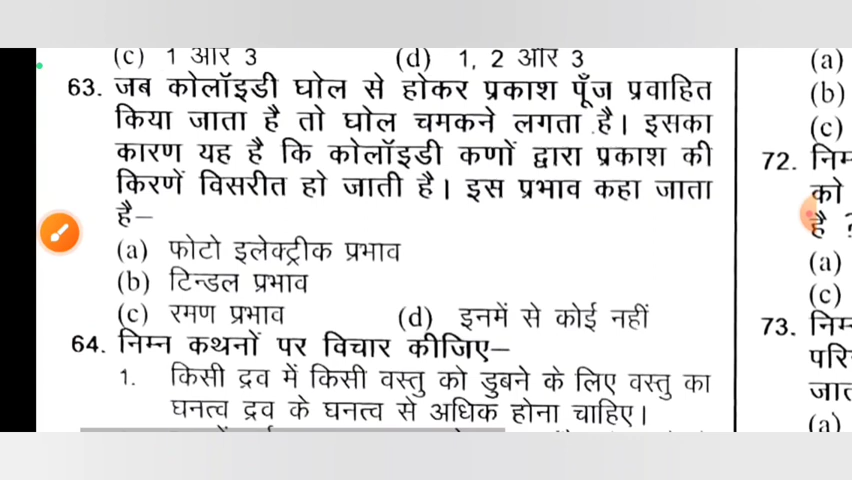 (c) 1 और 3 (d) 1, 2 और 3
63. जब कोलॉइडी घोल से होकर प्रकाश पूँज प्रवाहित
किया जाता है तो घोल चमकने लगता है। इसका
कारण यह है कि कोलॉइडी कणों द्वारा प्रकाश की
किरणें विसरीत हो जाती है। इस प्रभाव कहा जाता
है–
(a) फोटो इलेक्ट्रीक प्रभाव
(b) टिन्डल प्रभाव
(c) रमण प्रभाव (d) इनमें से कोई नहीं
64. निम्न कथनों पर विचार कीजिए–
1. किसी द्रव में किसी वस्तु को डुबने के लिए वस्तु का
घनत्व द्रव के घनत्व से अधिक होना चाहिए।
(a)
(b)
(c)
72. निम
को
है ?
(a)
(c)
73. निम
परि
जात
(a)